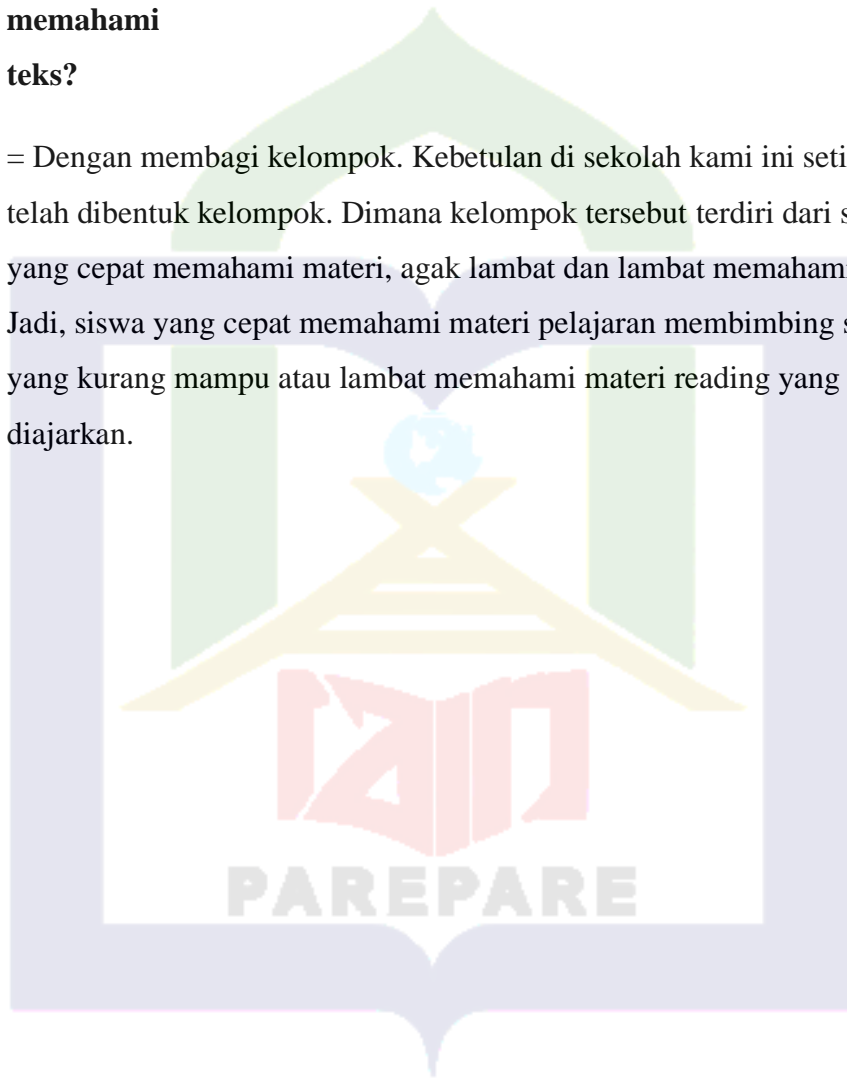 memahami
teks?
= Dengan membagi kelompok. Kebetulan di sekolah kami ini
telah dibentuk kelompok. Dimana kelompok tersebut terdiri dari
yang cepat memahami materi, agak lambat dan lambat memahami
Jadi, siswa yang cepat memahami materi pelajaran membimbing
yang kurang mampu atau lambat memahami materi reading yang
diajarkan.
iain
PAREPARE